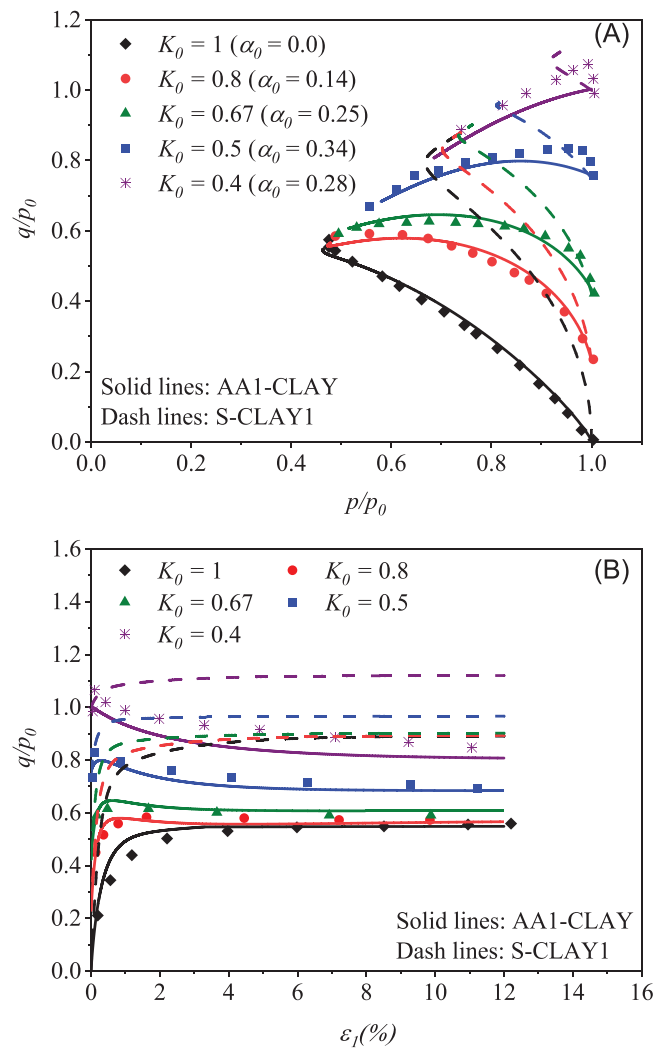 (A)
K₀ = 1 (α₀ = 0.0)
K₀ = 0.8 (α₀ = 0.14)
K₀ = 0.67 (α₀ = 0.25)
K₀ = 0.5 (α₀ = 0.34)
K₀ = 0.4 (α₀ = 0.28)
1.2
1.0
0.8
0.6
0.4
0.2
0.0
q/p₀
Solid lines: AA1-CLAY
Dash lines: S-CLAY1
0.0 0.2 0.4 0.6 0.8 1.0
p/p₀
(B)
K₀ = 1 K₀ = 0.8
K₀ = 0.67 K₀ = 0.5
K₀ = 0.4
1.6
1.4
1.2
1.0
0.8
0.6
0.4
0.2
0.0
q/p₀
Solid lines: AA1-CLAY
Dash lines: S-CLAY1
0 2 4 6 8 10 12 14 16
ε₁(%)